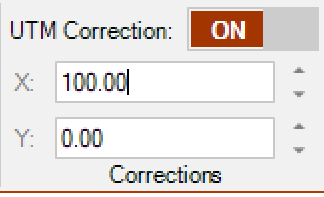 UTM Correction: ON
X: 100.00
Y: 0.00
Corrections